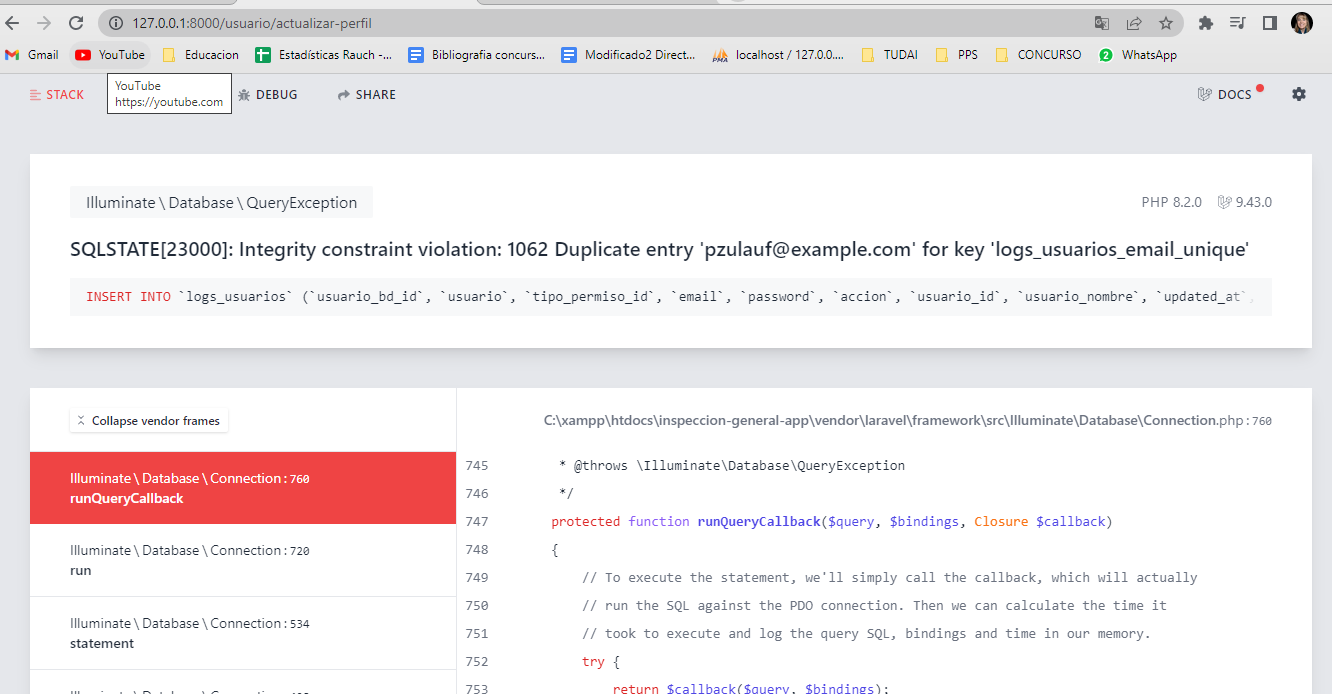 127.0.0.1:8000/usuario/actualizar-perfil
Gmail YouTube Educacion Estadísticas Rauch -... Bibliografia concurs... Modificado2 Direct... localhost / 127.0.0.... TUDAI PPS CONCURSO 2 WhatsApp
STACK YouTube DEBUG SHARE DOCS
https://youtube.com
Illuminate \ Database \ QueryException PHP 8.2.0 9.43.0
SQLSTATE[23000]: Integrity constraint violation: 1062 Duplicate entry 'pzulauf@example.com' for key 'logs_usuarios_email_unique'
INSERT INTO `logs_usuarios` (`usuario_bd_id`, `usuario`, `tipo_permiso_id`, `email`, `password`, `accion`, `usuario_id`, `usuario_nombre`, `updated_at`,
Collapse vendor frames
Illuminate \ Database \ Connection : 760
runQueryCallback
Illuminate \ Database \ Connection : 720
run
Illuminate \ Database \ Connection : 534
statement
C:\xampp\htdocs\inspeccion-general-app\vendor\laravel\framework\src\Illuminate\Database\Connection.php : 760
745 * @throws \Illuminate\Database\QueryException
746 */
747 protected function runQueryCallback($query, $bindings, Closure $callback)
748 {
749 // To execute the statement, we'll simply call the callback, which will actually
750 // run the SQL against the PDO connection. Then we can calculate the time it
751 // took to execute and log the query SQL, bindings and time in our memory.
752 try {
753 return $callback($query, $bindings);